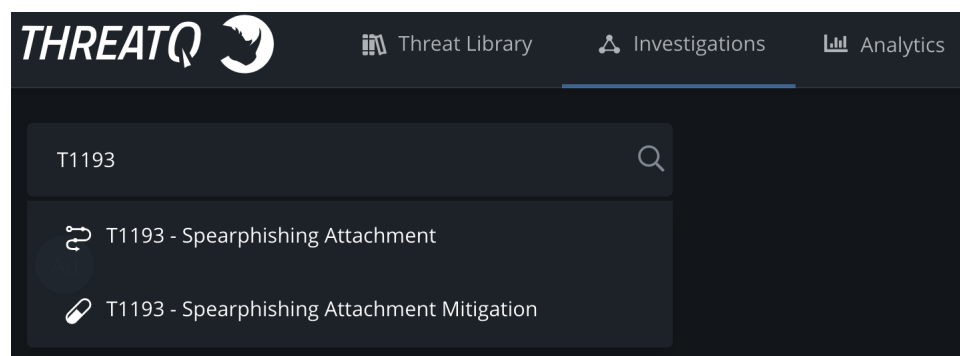 THREATQ
Threat Library
Investigations
Analytics
T1193
T1193 - Spearphishing Attachment
T1193 - Spearphishing Attachment Mitigation